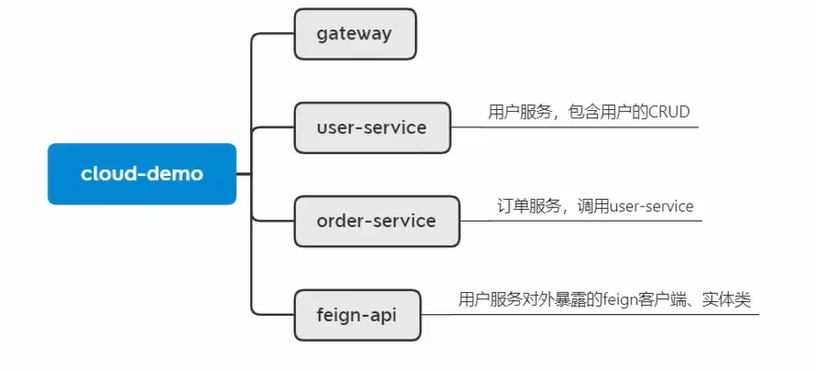 gateway
user-service
用户服务，包含用户的CRUD
cloud-demo
order-service
订单服务，调用user-service
feign-api
用户服务对外暴露的feign客户端、实体类